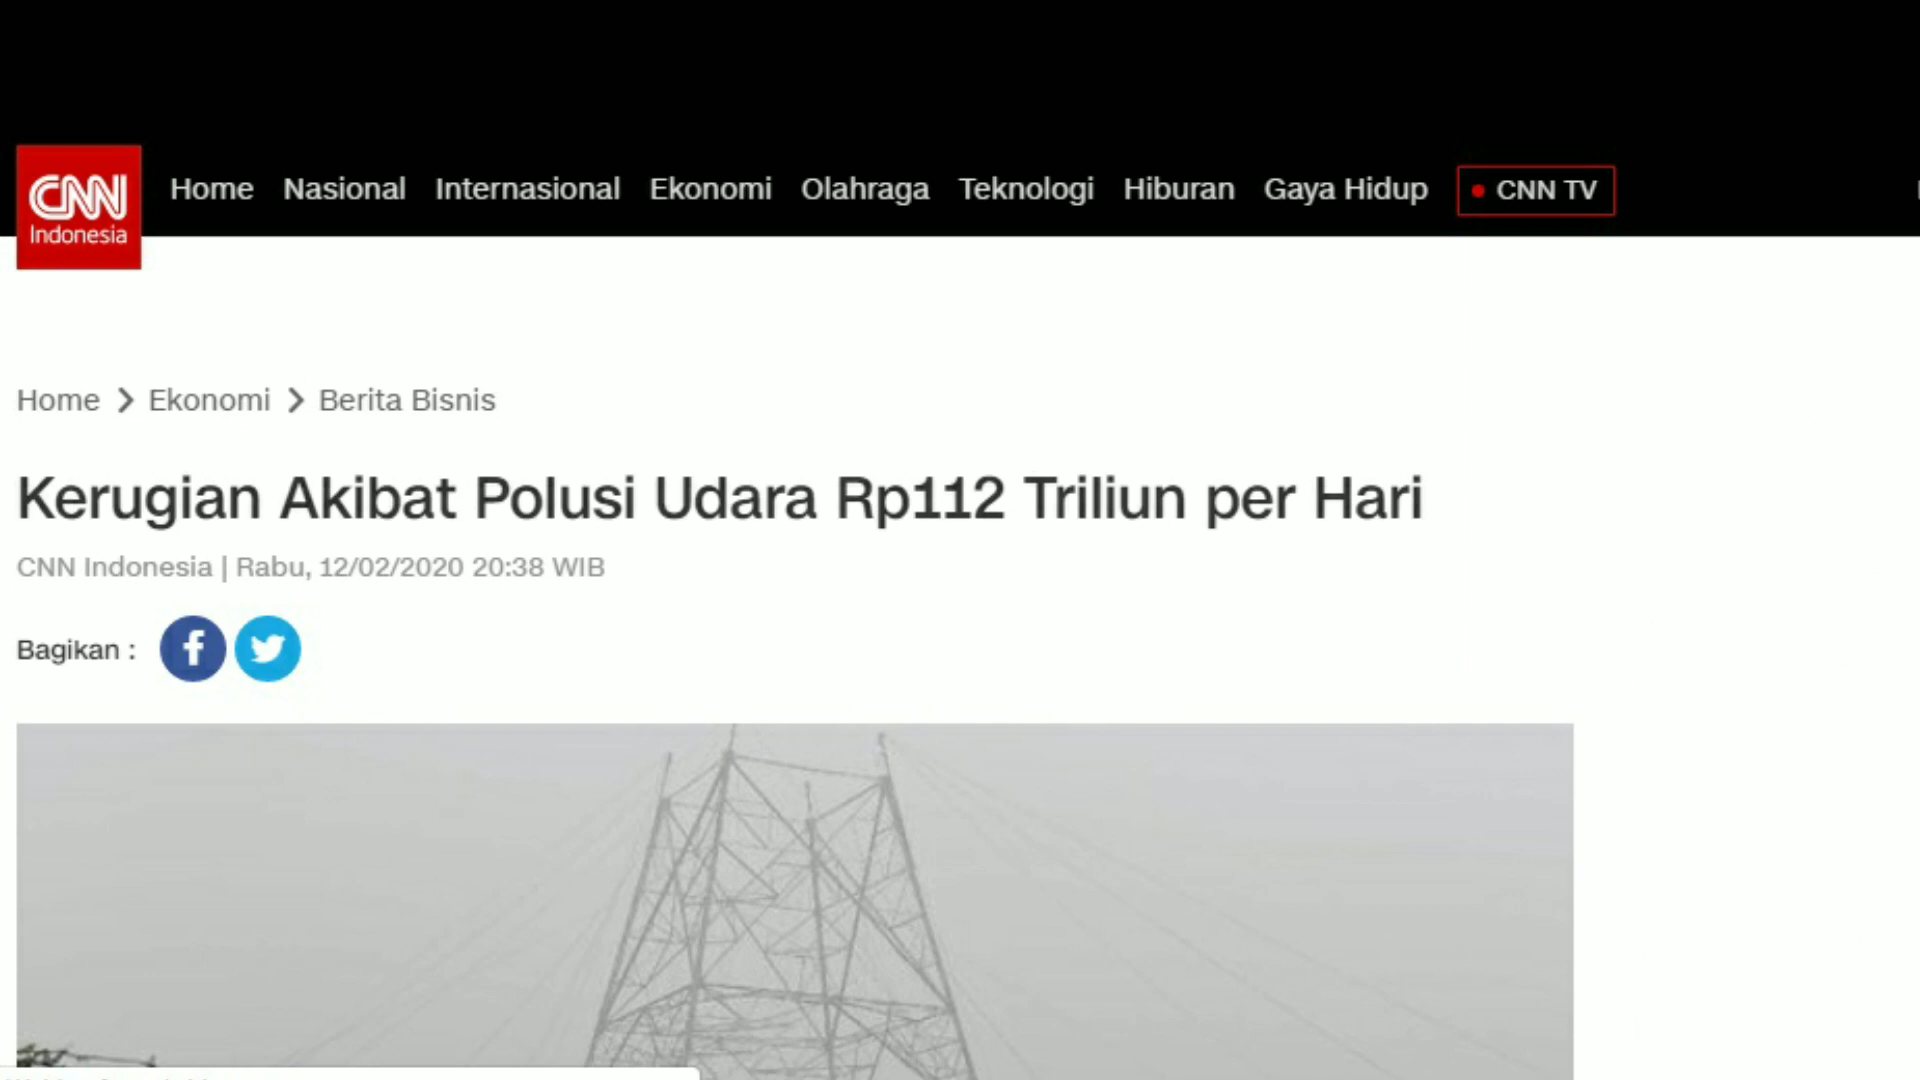 CNN
Indonesia
Home Nasional Internasional Ekonomi Olahraga Teknologi Hiburan Gaya Hidup CNN TV
Home > Ekonomi > Berita Bisnis
Kerugian Akibat Polusi Udara Rp112 Triliun per Hari
CNN Indonesia | Rabu, 12/02/2020 20:38 WIB
Bagikan :